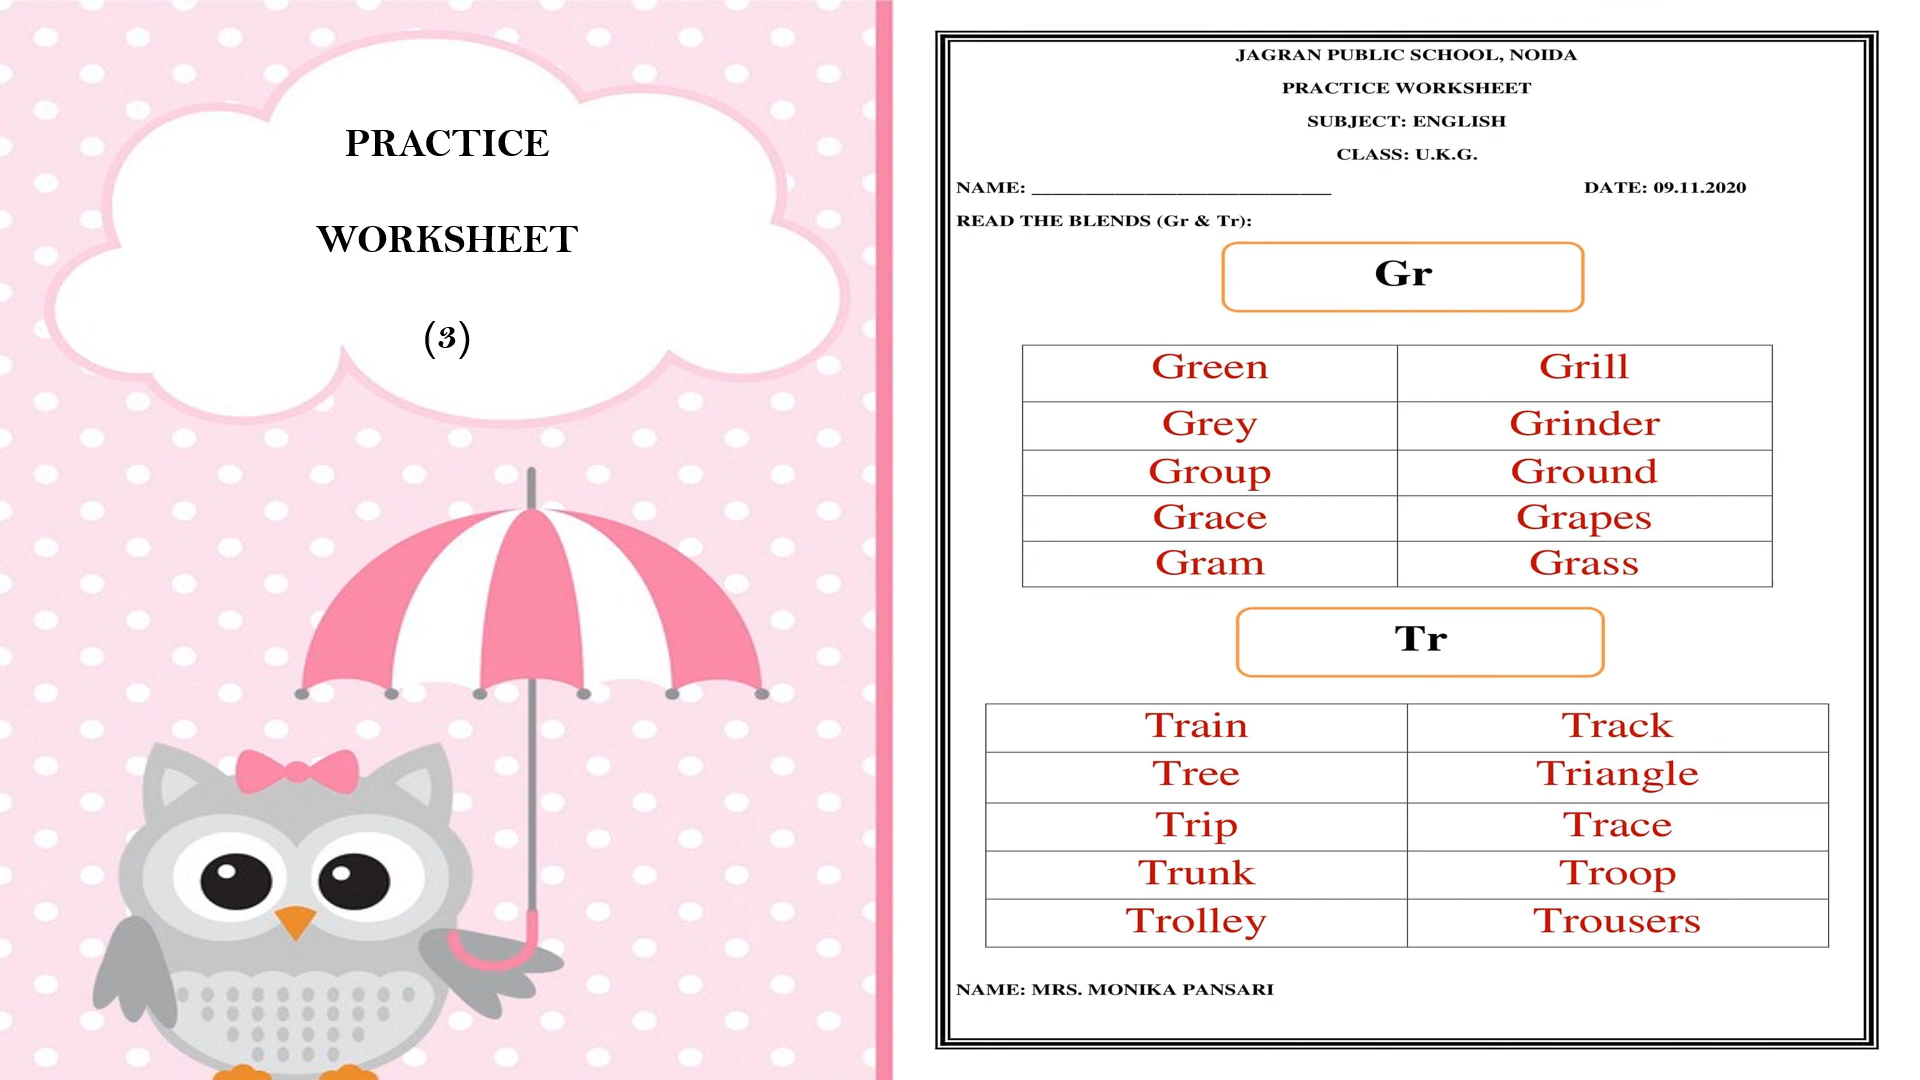 PRACTICE
WORKSHEET
(3)
JAGRAN PUBLIC SCHOOL, NOIDA
PRACTICE WORKSHEET
SUBJECT: ENGLISH
CLASS: U.K.G.
NAME: ______________________________ DATE: 09.11.2020
READ THE BLENDS (Gr & Tr):
Gr
Green Grill
Grey Grinder
Group Ground
Grace Grapes
Gram Grass
Tr
Train Track
Tree Triangle
Trip Trace
Trunk Troop
Trolley Trousers
NAME: MRS. MONIKA PANSARI